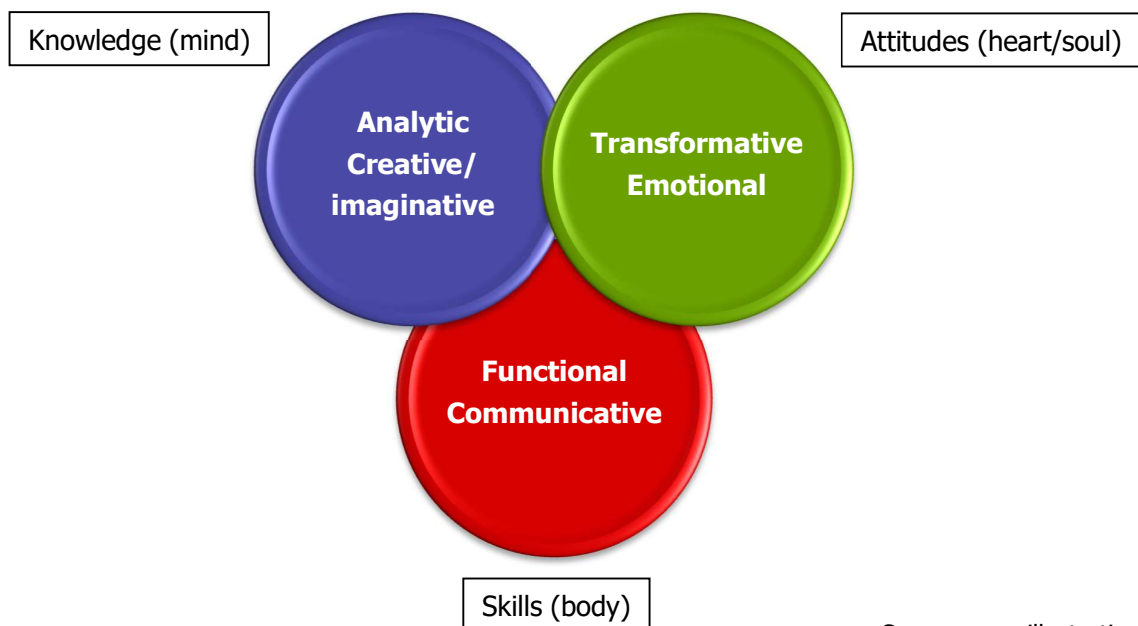 Knowledge (mind)
Attitudes (heart/soul)
Analytic
Creative/
imaginative
Transformative
Emotional
Functional
Communicative
Skills (body)